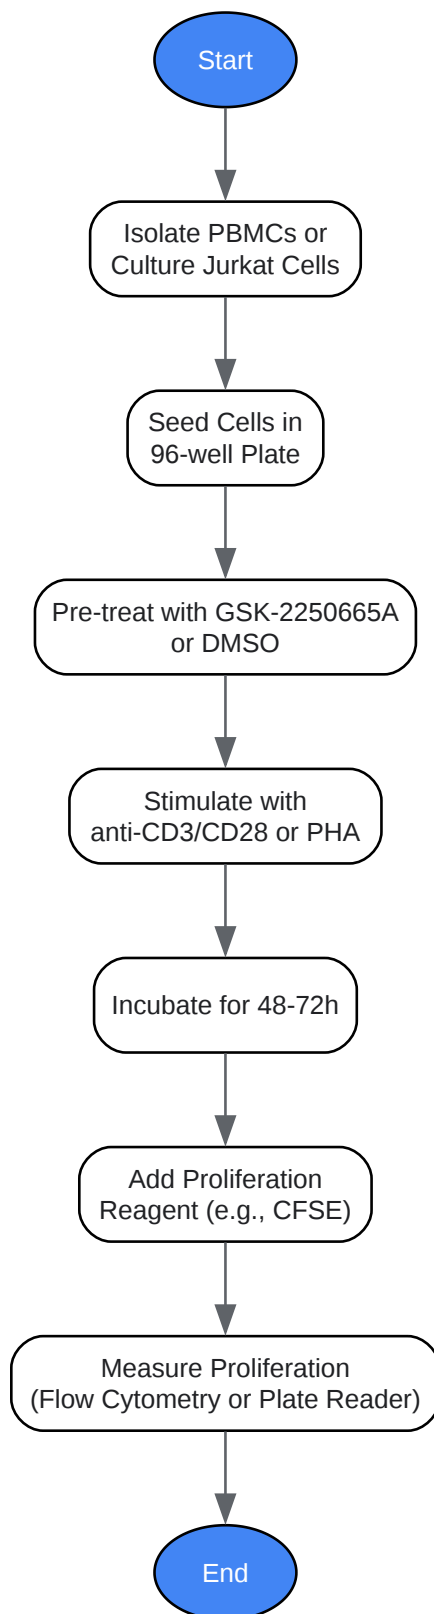 Start
Isolate PBMCs or
Culture Jurkat Cells
Seed Cells in
96-well Plate
Pre-treat with GSK-2250665A
or DMSO
Stimulate with
anti-CD3/CD28 or PHA
Incubate for 48-72h
Add Proliferation
Reagent (e.g., CFSE)
Measure Proliferation
(Flow Cytometry or Plate Reader)
End